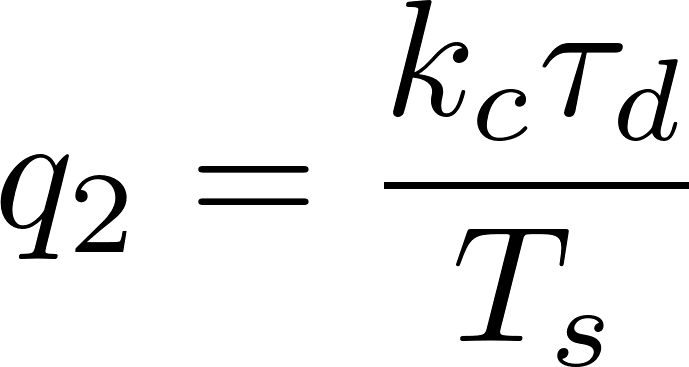 q_2 = \frac{k_c \tau_d}{T_s}